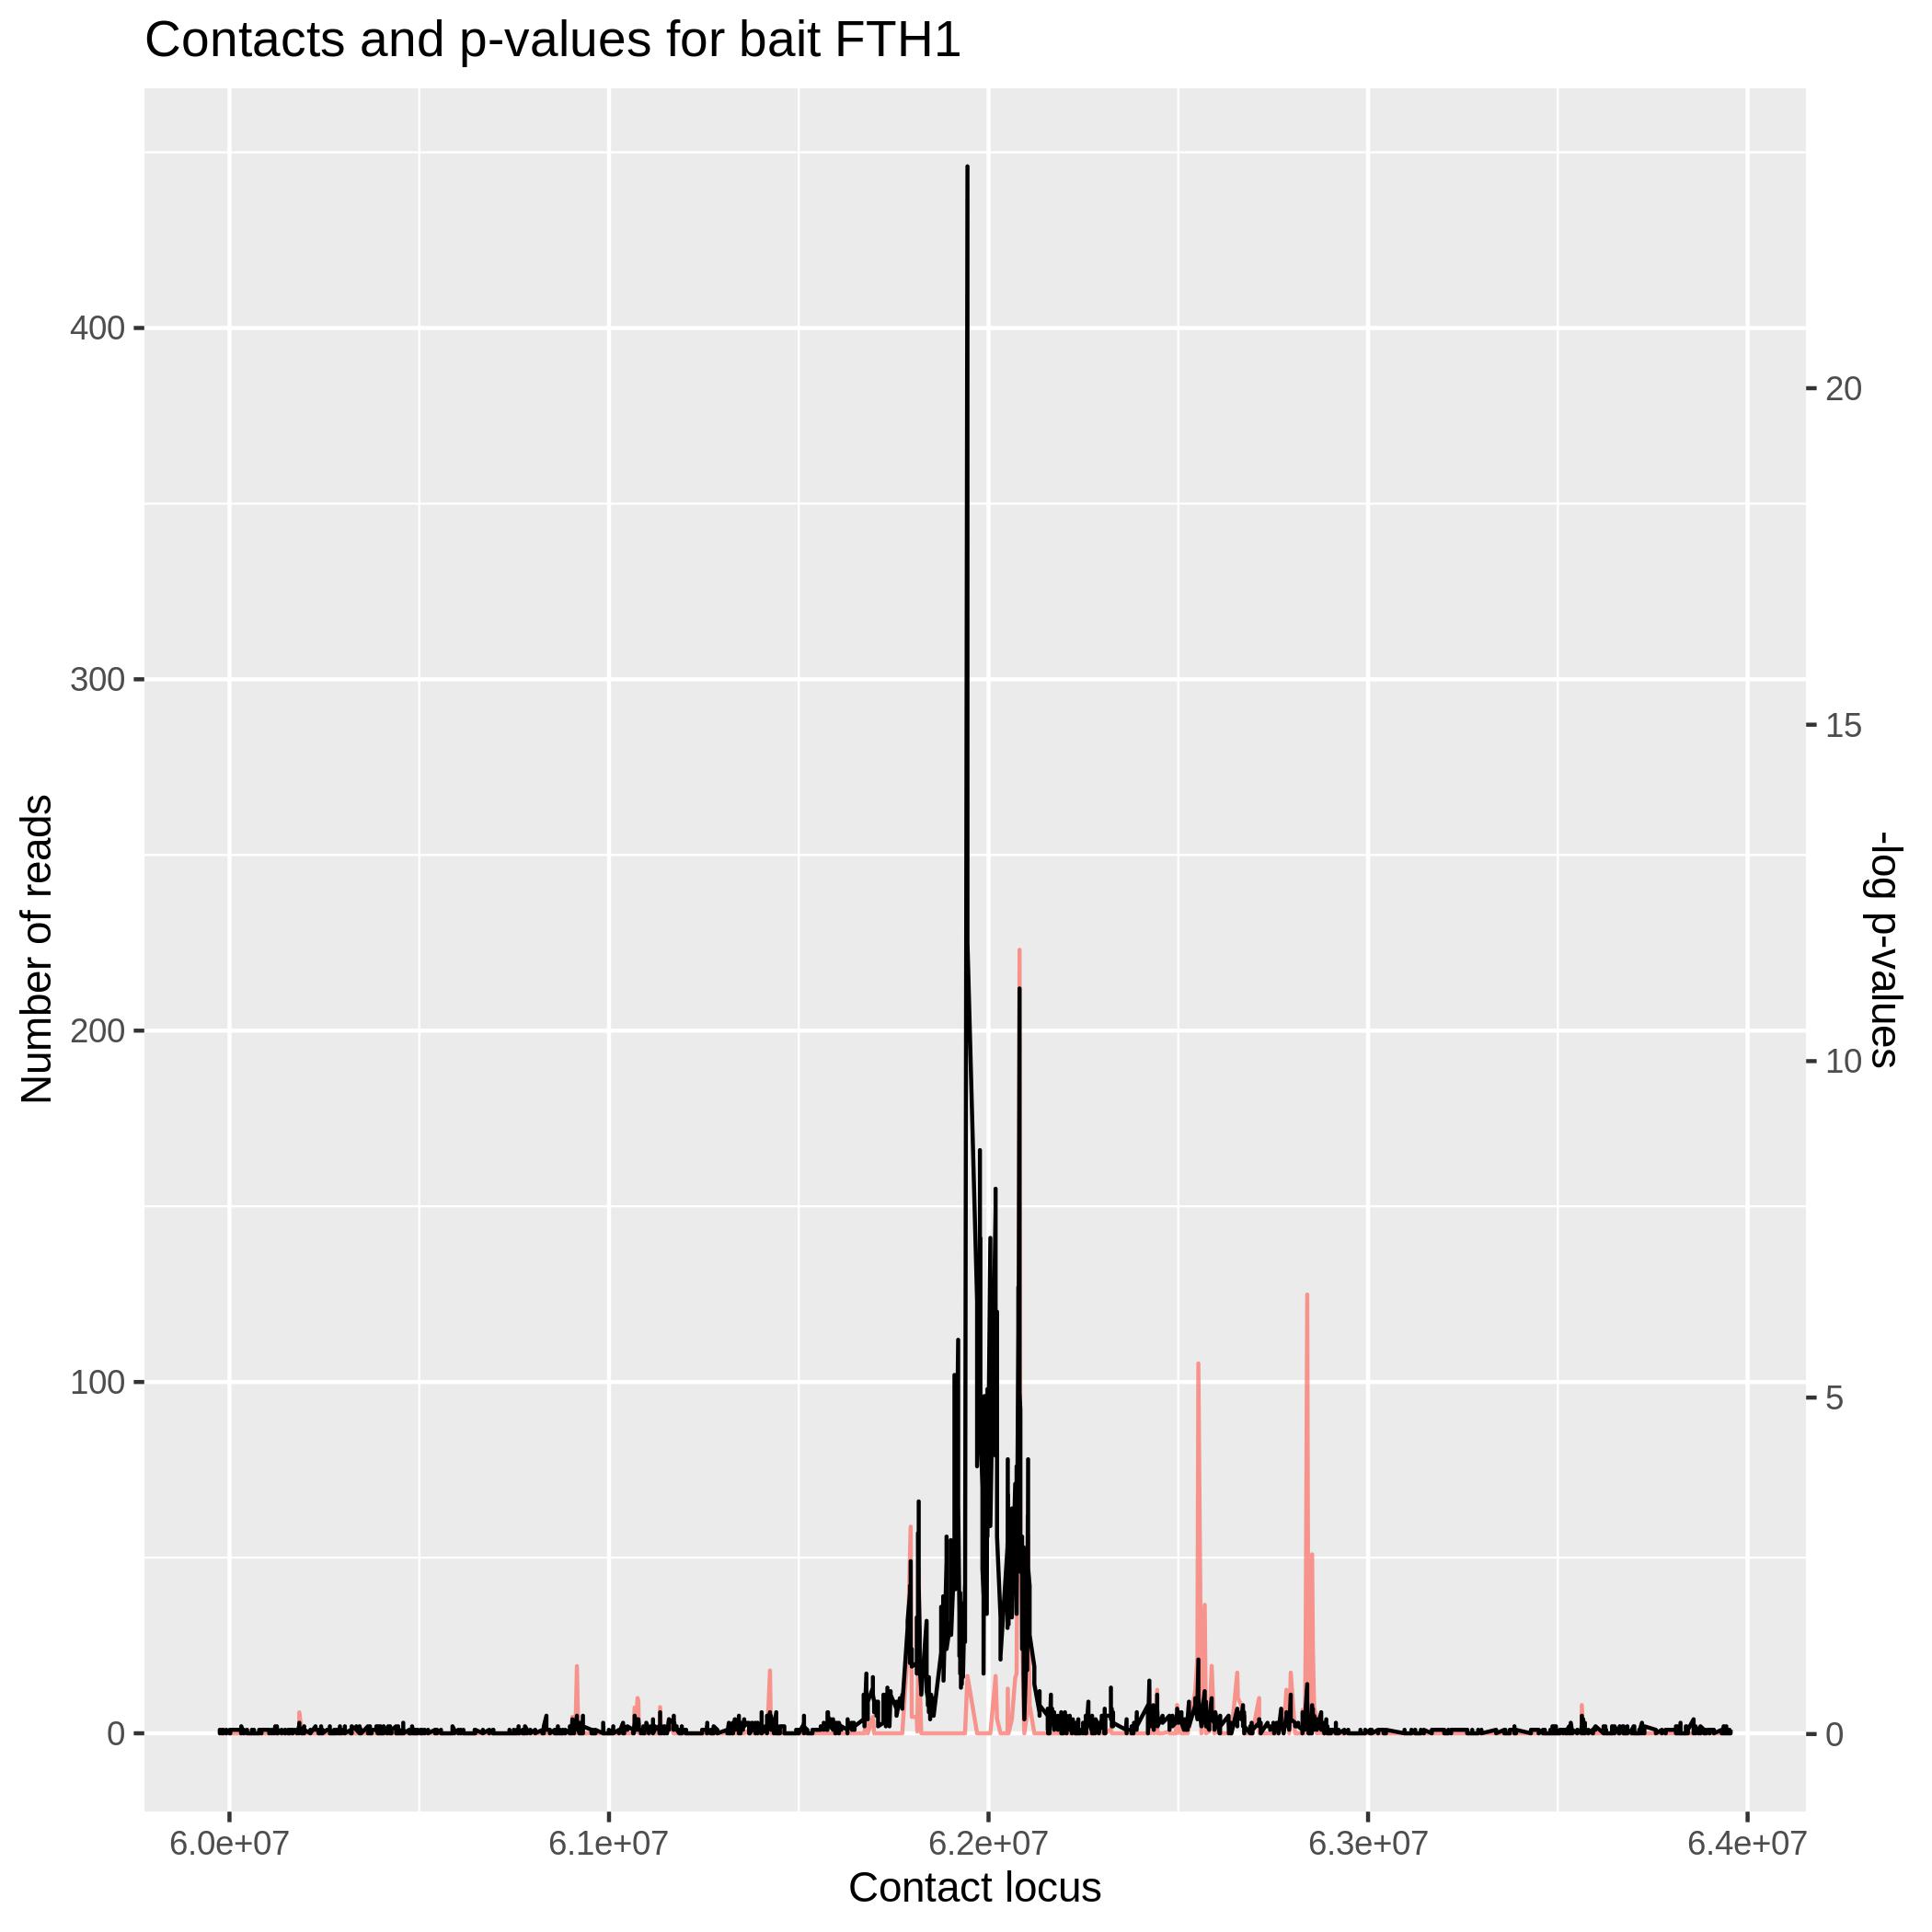 Contacts and p-values for bait FTH1
Number of reads
400
300
200
100
0
20
15
10
5
0
-log p-values
6.0e+07
6.1e+07
6.2e+07
6.3e+07
6.4e+07
Contact locus